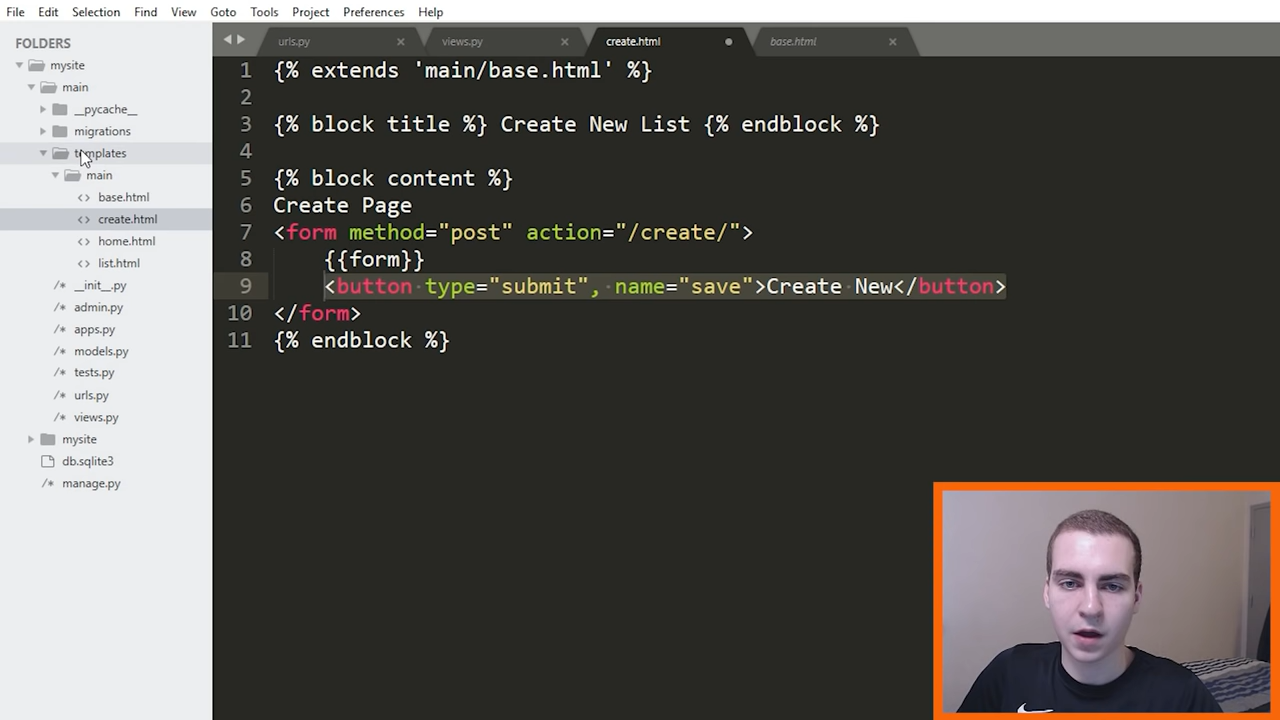 File Edit Selection Find View Goto Tools Project Preferences Help
FOLDERS
mysite
main
__pycache__
migrations
templates
main
base.html
create.html
home.html
list.html
__init__.py
admin.py
apps.py
models.py
tests.py
urls.py
views.py
mysite
db.sqlite3
manage.py
urls.py views.py create.html base.html
1 {% extends 'main/base.html' %}
2
3 {% block title %} Create New List {% endblock %}
4
5 {% block content %}
6 Create Page
7 <form method="post" action="/create/">
8 {{form}}
9 <button type="submit", name="save">Create New</button>
10 </form>
11 {% endblock %}